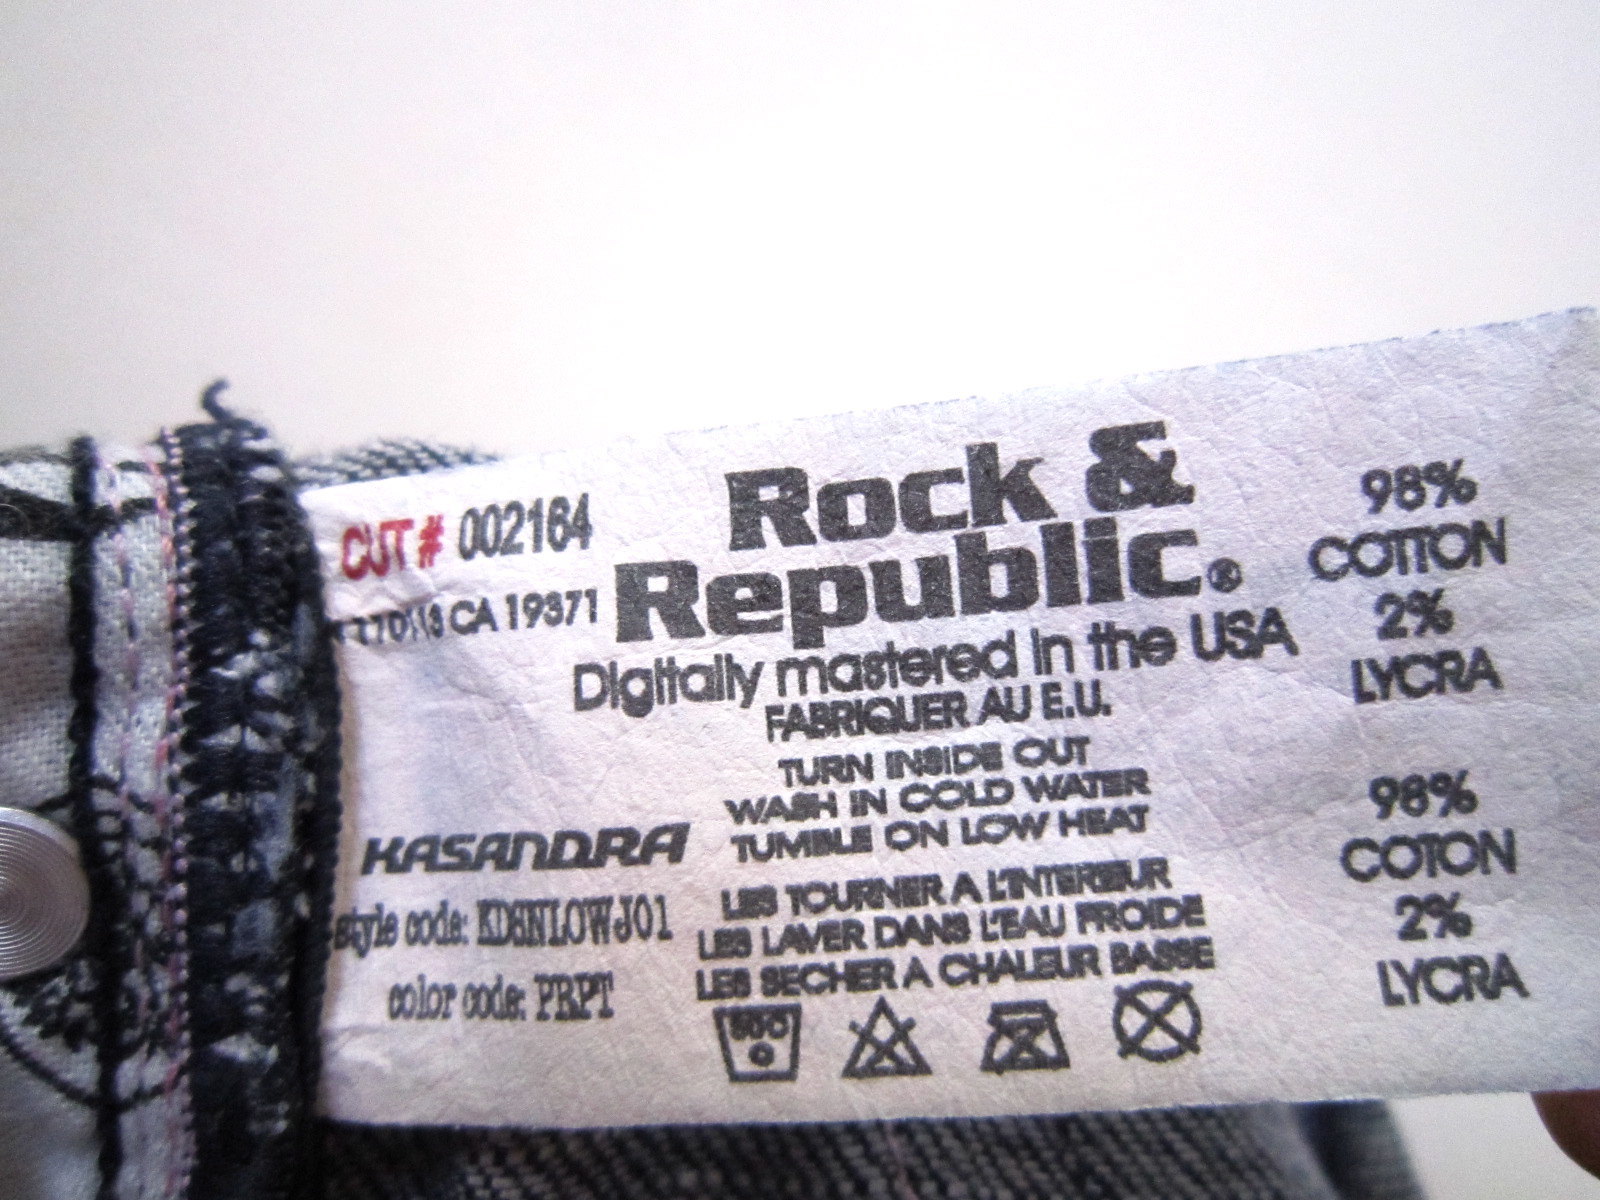 CUT # 002164
CA 19371
KASANDRA
style code: KD8NLOWJ01
color code: PRPT
Rock &
Republic®
Digitally mastered in the USA
FABRIQUER AU E.U.
TURN INSIDE OUT
WASH IN COLD WATER
TUMBLE ON LOW HEAT
LES TOURNER A L'INTERIEUR
LES LAVER DANS L'EAU FROIDE
LES SECHER A CHALEUR BASSE
98%
COTTON
2%
LYCRA
98%
COTON
2%
LYCRA